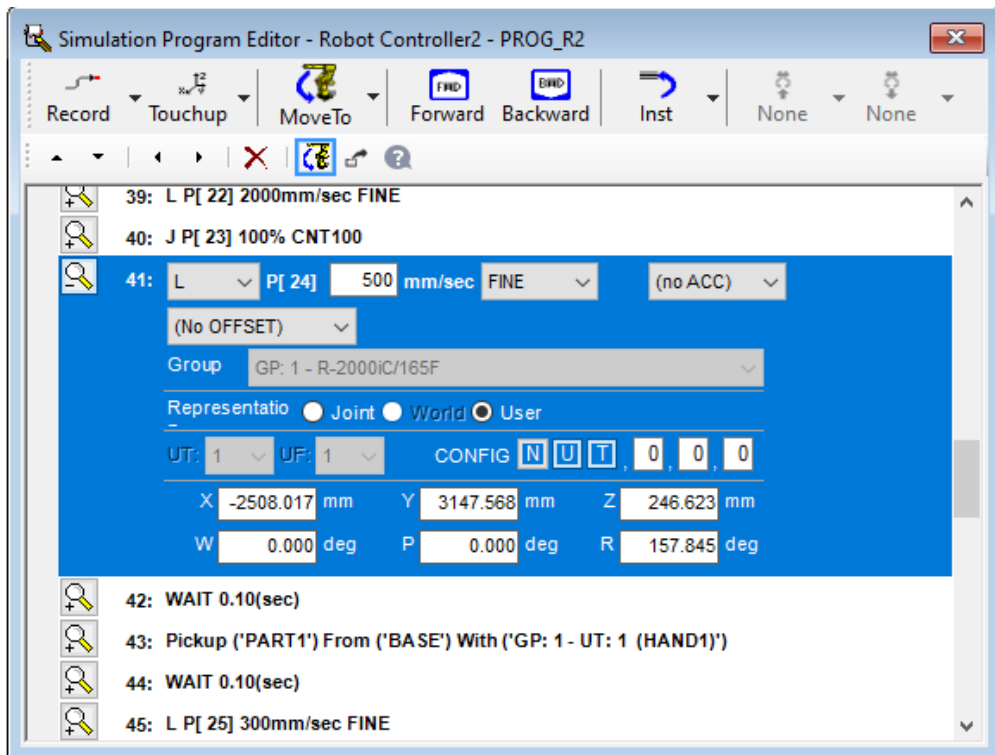 Simulation Program Editor - Robot Controller2 - PROG_R2
Record Touchup MoveTo FWD Forward BWD Backward Inst None None
39: L P[ 22] 2000mm/sec FINE
40: J P[ 23] 100% CNT100
41: L P[ 24] 500 mm/sec FINE (no ACC)
(No OFFSET)
Group GP: 1 - R-2000iC/165F
Representatio Joint World User
UT: 1 UF: 1 CONFIG N U T , 0 , 0 , 0
X -2508.017 mm Y 3147.568 mm Z 246.623 mm
W 0.000 deg P 0.000 deg R 157.845 deg
42: WAIT 0.10(sec)
43: Pickup ('PART1') From ('BASE') With ('GP: 1 - UT: 1 (HAND1)')
44: WAIT 0.10(sec)
45: L P[ 25] 300mm/sec FINE